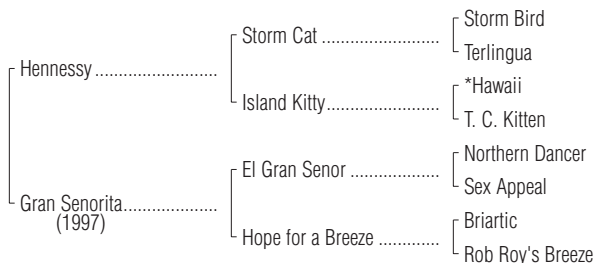 Storm Bird
Storm Cat ........................
Terlingua
Hennessy ..........................
*Hawaii
Island Kitty........................
T. C. Kitten
Northern Dancer
El Gran Senor ...................
Sex Appeal
Gran Senorita....................
(1997)
Briartic
Hope for a Breeze .............
Rob Roy's Breeze